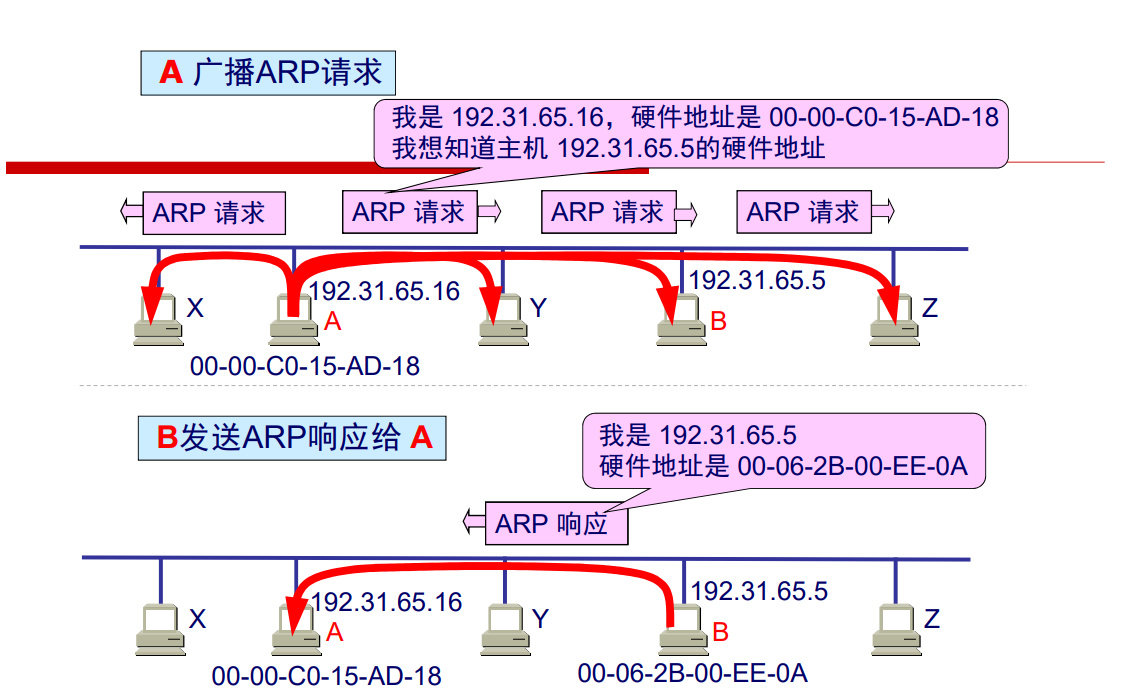 A 广播ARP请求
我是 192.31.65.16，硬件地址是 00-00-C0-15-AD-18
我想知道主机 192.31.65.5的硬件地址
ARP 请求
ARP 请求
ARP 请求
ARP 请求
X
192.31.65.16
A
Y
192.31.65.5
B
Z
00-00-C0-15-AD-18
B发送ARP响应给 A
我是 192.31.65.5
硬件地址是 00-06-2B-00-EE-0A
ARP 响应
X
192.31.65.16
A
Y
192.31.65.5
B
Z
00-00-C0-15-AD-18
00-06-2B-00-EE-0A